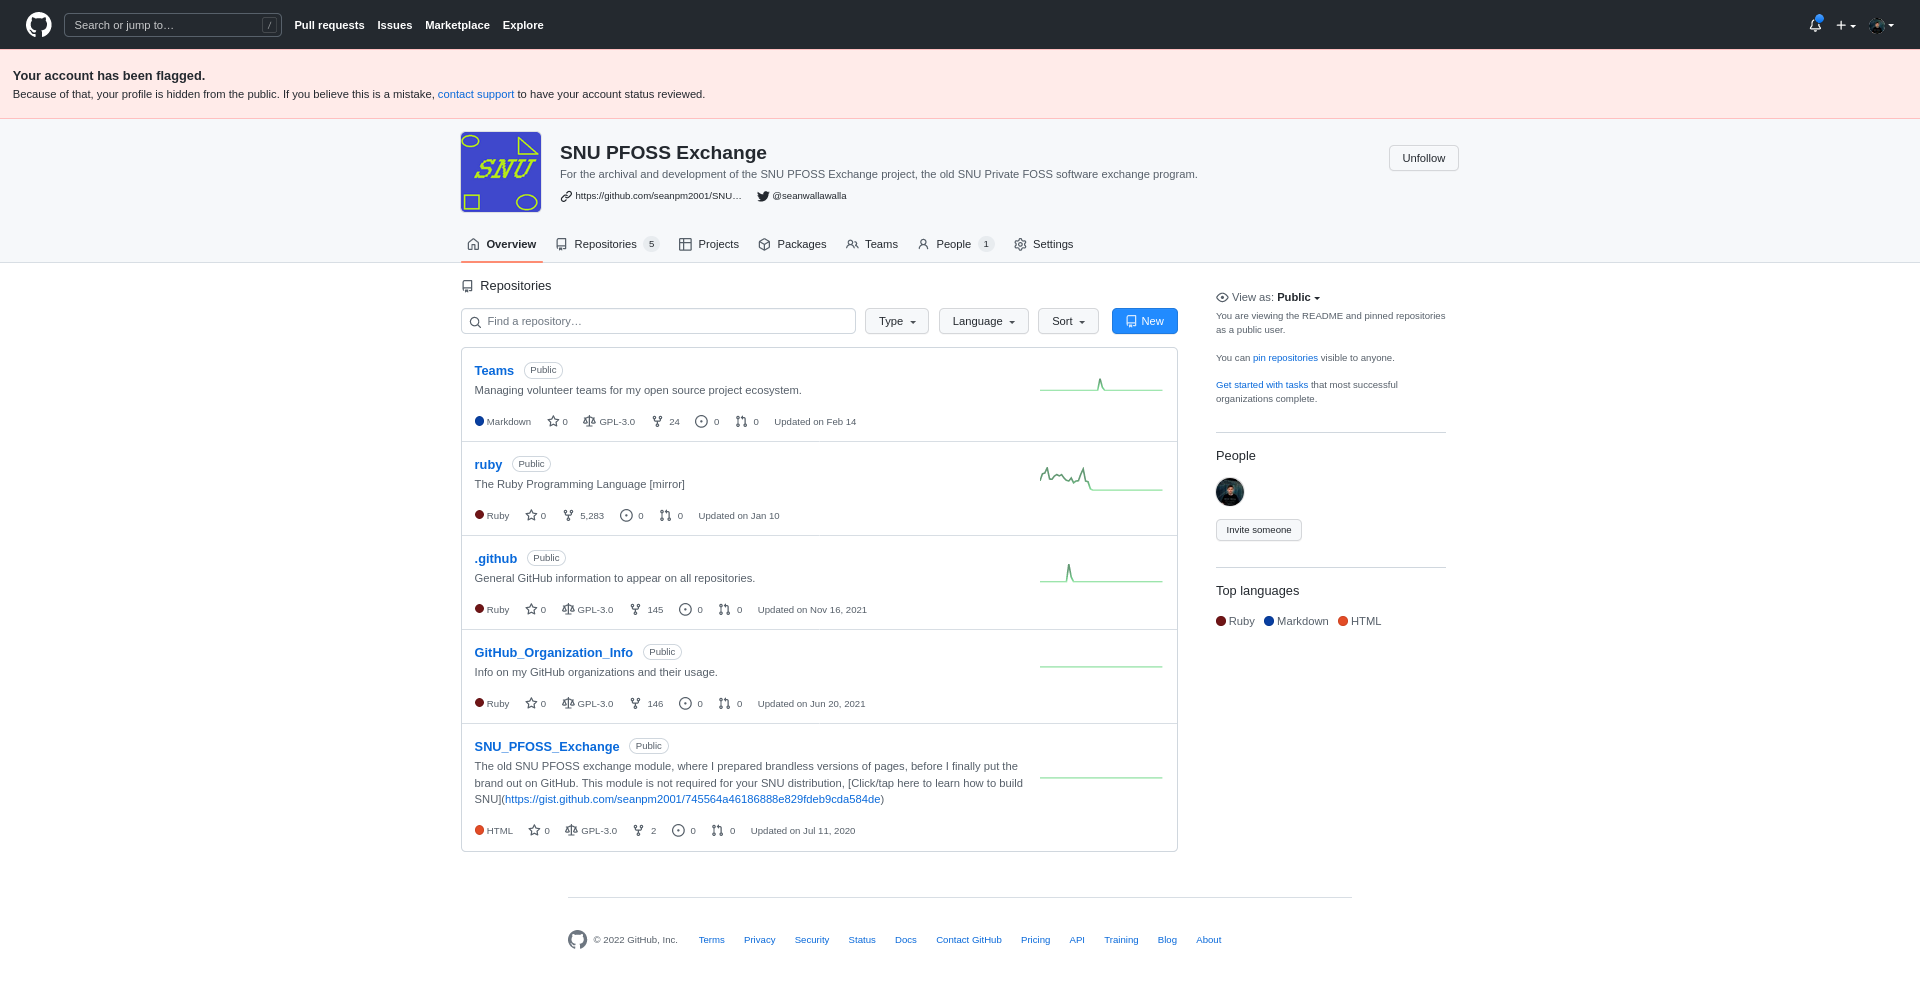 Search or jump to… /
Pull requests Issues Marketplace Explore
Your account has been flagged.
Because of that, your profile is hidden from the public. If you believe this is a mistake, contact support to have your account status reviewed.
SNU
SNU PFOSS Exchange
For the archival and development of the SNU PFOSS Exchange project, the old SNU Private FOSS software exchange program.
https://github.com/seanpm2001/SNU… @seanwallawalla
Unfollow
Overview Repositories 5 Projects Packages Teams People 1 Settings
Repositories
Find a repository… Type Language Sort New
Teams Public
Managing volunteer teams for my open source project ecosystem.
Markdown 0 GPL-3.0 24 0 0 Updated on Feb 14
ruby Public
The Ruby Programming Language [mirror]
Ruby 0 5,283 0 0 Updated on Jan 10
.github Public
General GitHub information to appear on all repositories.
Ruby 0 GPL-3.0 145 0 0 Updated on Nov 16, 2021
GitHub_Organization_Info Public
Info on my GitHub organizations and their usage.
Ruby 0 GPL-3.0 146 0 0 Updated on Jun 20, 2021
SNU_PFOSS_Exchange Public
The old SNU PFOSS exchange module, where I prepared brandless versions of pages, before I finally put the
brand out on GitHub. This module is not required for your SNU distribution, [Click/tap here to learn how to build
SNU](https://gist.github.com/seanpm2001/745564a46186888e829fdeb9cda584de)
HTML 0 GPL-3.0 2 0 0 Updated on Jul 11, 2020
View as: Public
You are viewing the README and pinned repositories
as a public user.
You can pin repositories visible to anyone.
Get started with tasks that most successful
organizations complete.
People
Invite someone
Top languages
Ruby Markdown HTML
© 2022 GitHub, Inc. Terms Privacy Security Status Docs Contact GitHub Pricing API Training Blog About